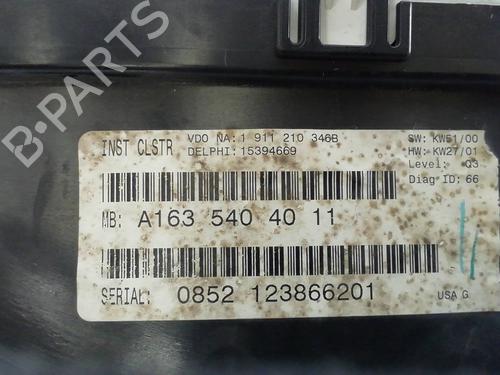 B-PARTS
INST CLSTR
VDO NA: 1 911 210 346B
DELPHI: 15394669
SW: KW51/00
HW: KW27/01
Level: Q3
Diag ID: 66
MB: A163 540 40 11
SERIAL: 0852 123866201
USA G